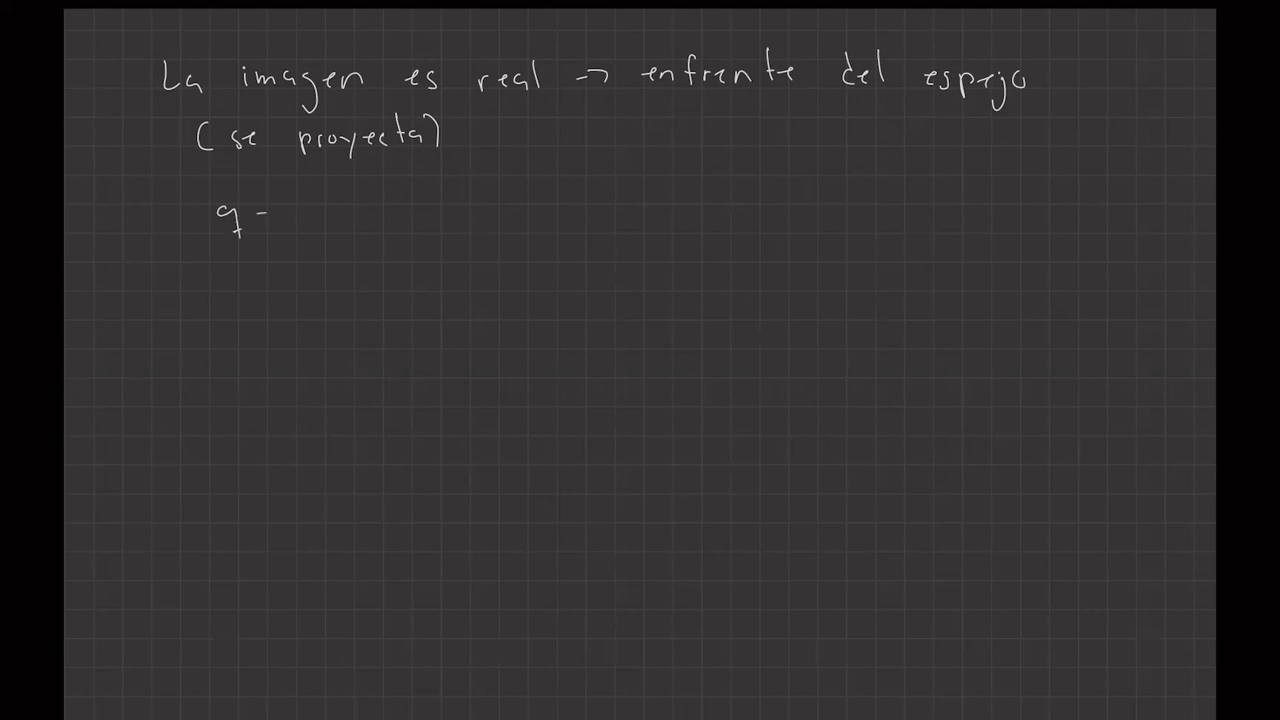 La imagen es real → enfrente del espejo
(se proyecta)
q -